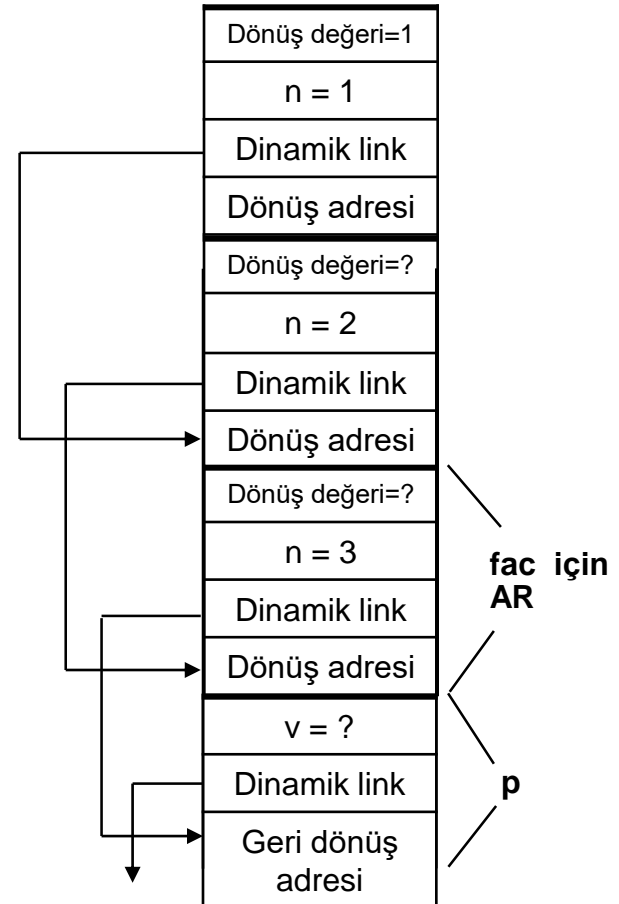 Dönüş değeri=1
n = 1
Dinamik link
Dönüş adresi
Dönüş değeri=?
n = 2
Dinamik link
Dönüş adresi
Dönüş değeri=?
n = 3
Dinamik link
Dönüş adresi
fac için
AR
v = ?
Dinamik link
p
Geri dönüş
adresi